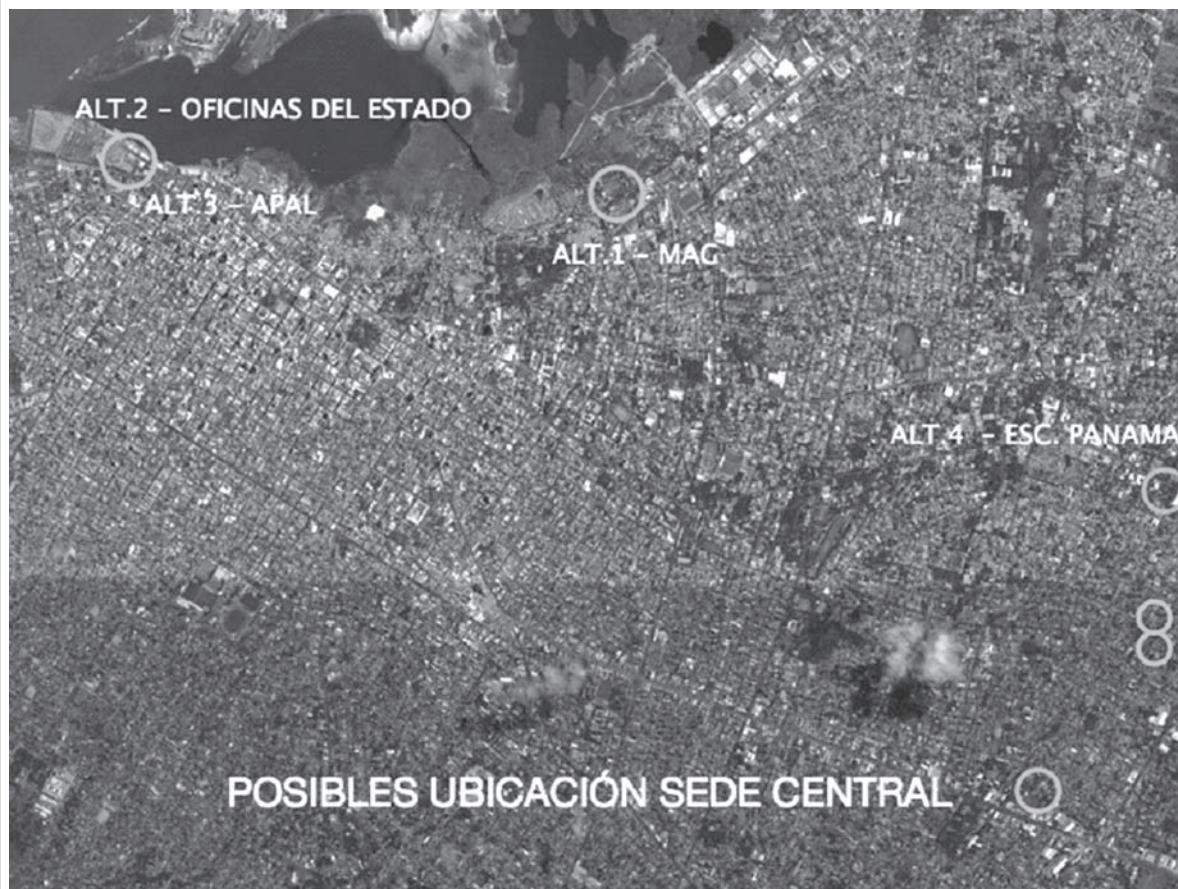 ALT.2 - OFICINAS DEL ESTADO
ALT.3 - APAL
ALT.1 - MAG
ALT.4 - ESC. PANAMA
POSIBLES UBICACIÓN SEDE CENTRAL